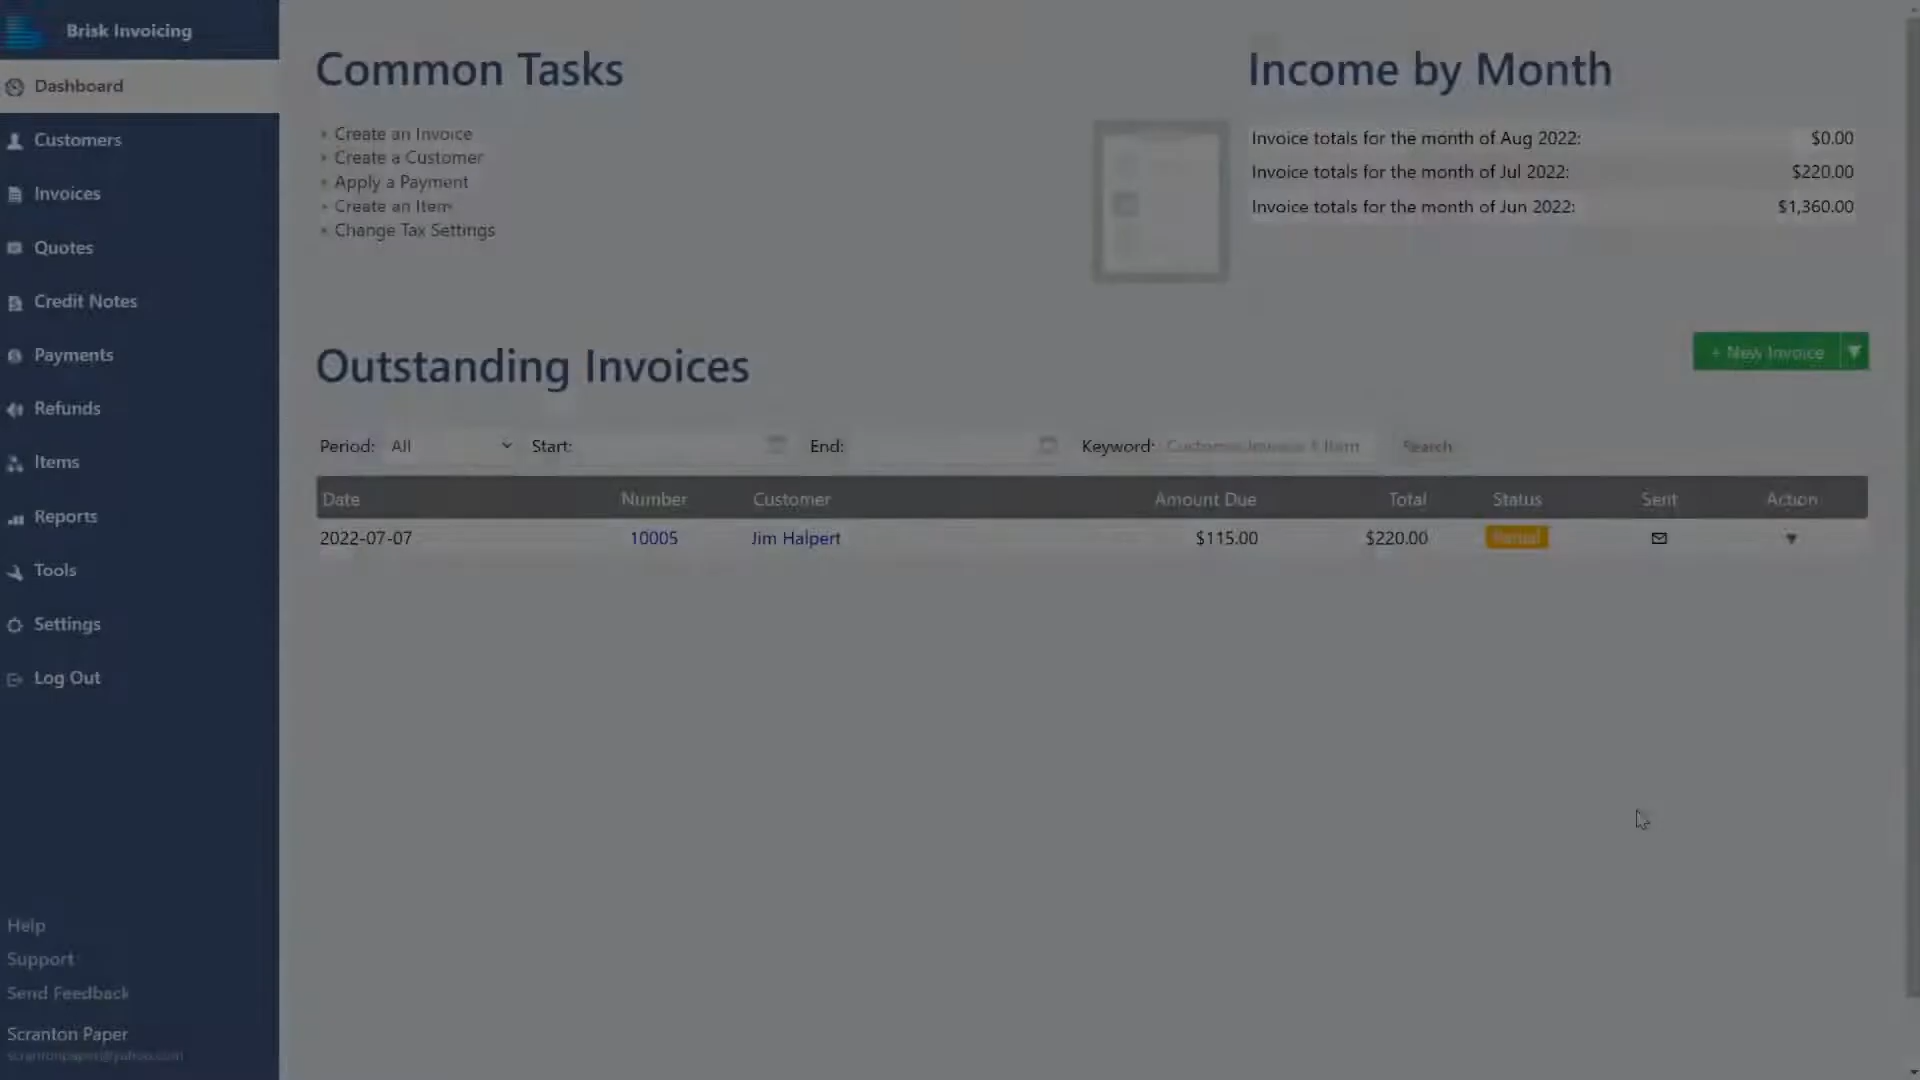 Brisk Invoicing
Dashboard
Customers
Invoices
Quotes
Credit Notes
Payments
Refunds
Items
Reports
Tools
Settings
Log Out
Help
Support
Send Feedback
Scranton Paper
scrantonpaper@yahoo.com
Common Tasks
Create an Invoice
Create a Customer
Apply a Payment
Create an Item
Change Tax Settings
Income by Month
Invoice totals for the month of Aug 2022: $0.00
Invoice totals for the month of Jul 2022: $220.00
Invoice totals for the month of Jun 2022: $1,360.00
Outstanding Invoices
+ New Invoice
Period: All Start: End: Keyword: Search
Date Number Customer Amount Due Total Status Sent Action
2022-07-07 10005 Jim Halpert $115.00 $220.00 Partial